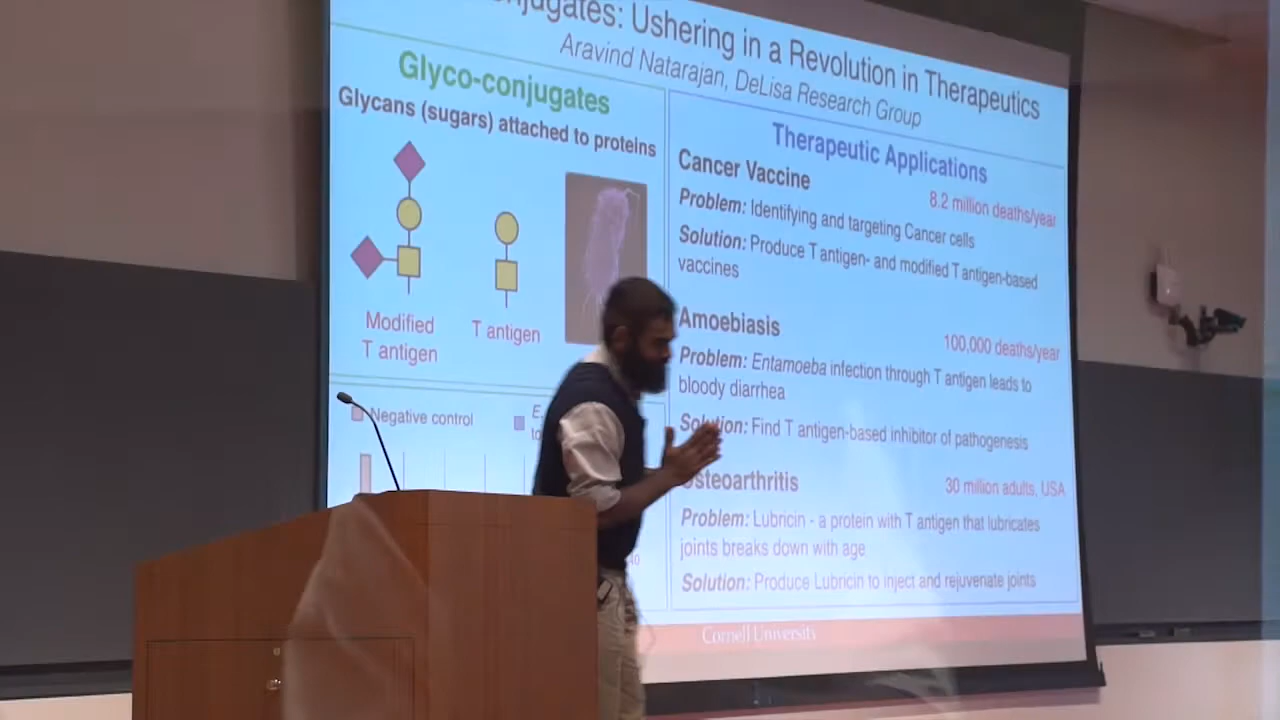 njugates: Ushering in a Revolution in Therapeutics
Aravind Natarajan, DeLisa Research Group
Glyco-conjugates
Glycans (sugars) attached to proteins
Modified
T antigen
T antigen
Negative control
E.
Therapeutic Applications
Cancer Vaccine
8.2 million deaths/year
Problem: Identifying and targeting Cancer cells
Solution: Produce T antigen- and modified T antigen-based
vaccines
Amoebiasis
100,000 deaths/year
Problem: Entamoeba infection through T antigen leads to
bloody diarrhea
Solution: Find T antigen-based inhibitor of pathogenesis
steoarthritis
30 million adults, USA
Problem: Lubricin - a protein with T antigen that lubricates
joints breaks down with age
Solution: Produce Lubricin to inject and rejuvenate joints
Cornell University